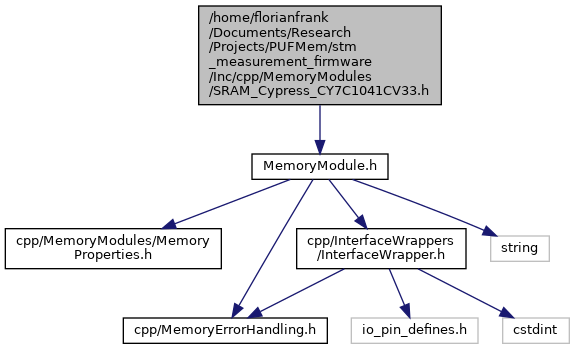 /home/florianfrank
/Documents/Research
/Projects/PUFMem/stm
_measurement_firmware
/Inc/cpp/MemoryModules
/SRAM_Cypress_CY7C1041CV33.h
MemoryModule.h
cpp/MemoryModules/Memory
Properties.h
cpp/InterfaceWrappers
/InterfaceWrapper.h
string
cpp/MemoryErrorHandling.h
io_pin_defines.h
cstdint